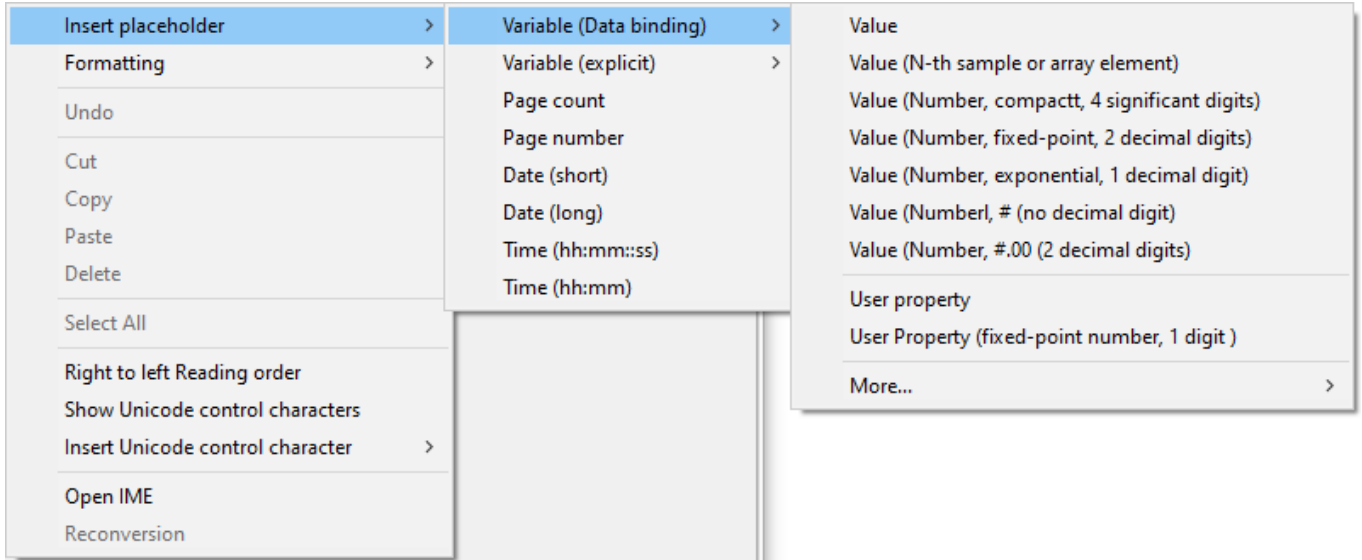 Insert placeholder
Formatting
Undo
Cut
Copy
Paste
Delete
Select All
Right to left Reading order
Show Unicode control characters
Insert Unicode control character
Open IME
Reconversion
Variable (Data binding)
Variable (explicit)
Page count
Page number
Date (short)
Date (long)
Time (hh:mm::ss)
Time (hh:mm)
Value
Value (N-th sample or array element)
Value (Number, compactt, 4 significant digits)
Value (Number, fixed-point, 2 decimal digits)
Value (Number, exponential, 1 decimal digit)
Value (Numberl, # (no decimal digit)
Value (Number, #.00 (2 decimal digits)
User property
User Property (fixed-point number, 1 digit )
More...